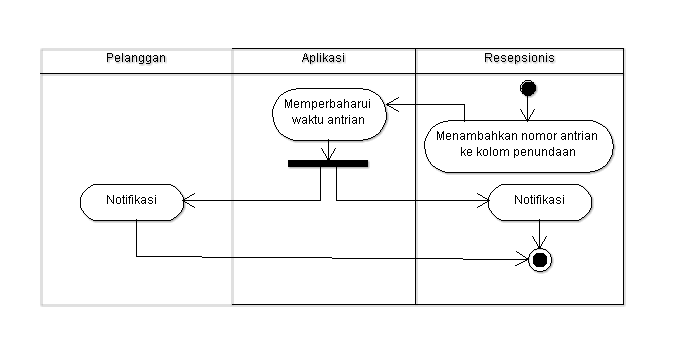 Pelanggan
Aplikasi
Resepsionis
Memperbaharui
waktu antrian
Menambahkan nomor antrian
ke kolom penundaan
Notifikasi
Notifikasi